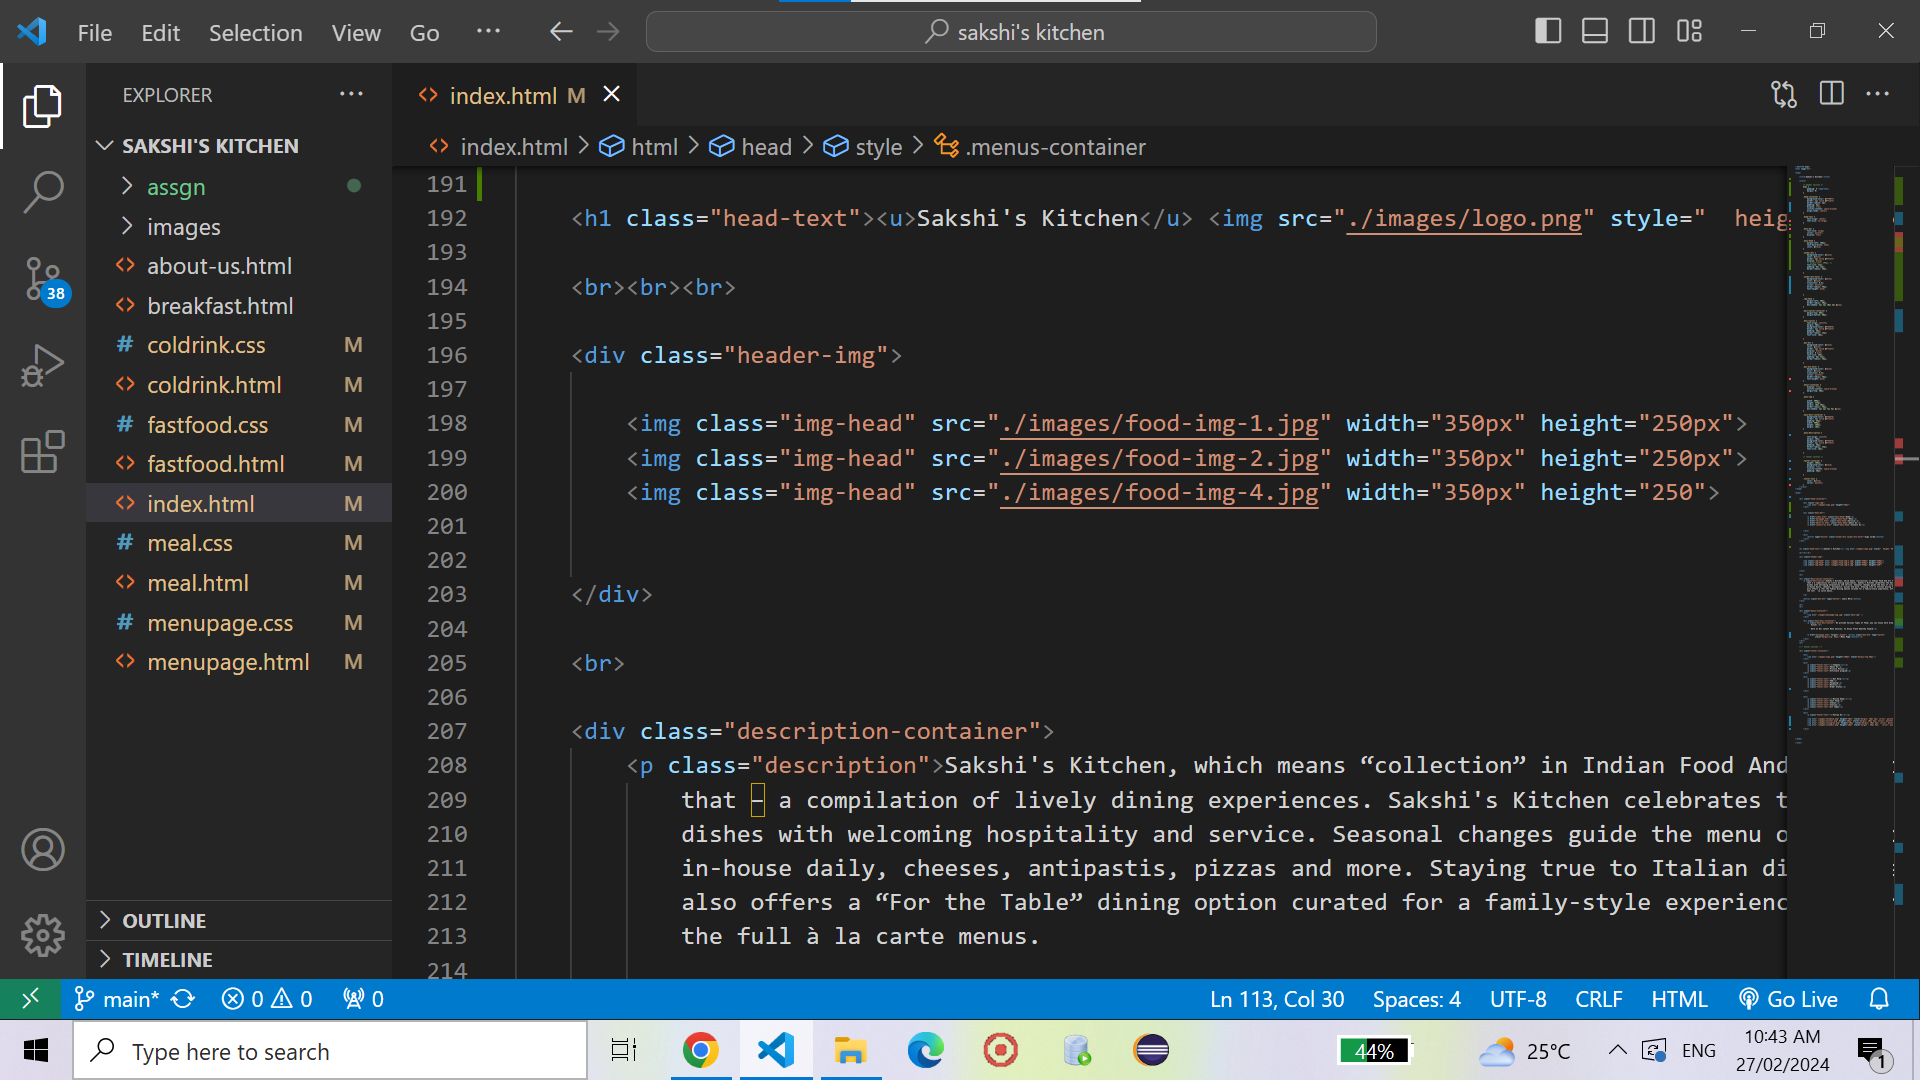 File Edit Selection View Go ··· sakshi's kitchen
EXPLORER ···
SAKSHI'S KITCHEN
assgn
images
about-us.html
breakfast.html
coldrink.css M
coldrink.html M
fastfood.css M
fastfood.html M
index.html M
meal.css M
meal.html M
menupage.css M
menupage.html M
OUTLINE
TIMELINE
38
index.html M
index.html > html > head > style > .menus-container
191
192 <h1 class="head-text"><u>Sakshi's Kitchen</u> <img src="./images/logo.png" style=" heig
193
194 <br><br><br>
195
196 <div class="header-img">
197
198 <img class="img-head" src="./images/food-img-1.jpg" width="350px" height="250px">
199 <img class="img-head" src="./images/food-img-2.jpg" width="350px" height="250px">
200 <img class="img-head" src="./images/food-img-4.jpg" width="350px" height="250">
201
202
203 </div>
204
205 <br>
206
207 <div class="description-container">
208 <p class="description">Sakshi's Kitchen, which means “collection” in Indian Food And
209 that – a compilation of lively dining experiences. Sakshi's Kitchen celebrates t
210 dishes with welcoming hospitality and service. Seasonal changes guide the menu o
211 in-house daily, cheeses, antipastis, pizzas and more. Staying true to Italian di
212 also offers a “For the Table” dining option curated for a family-style experienc
213 the full à la carte menus.
214
main* 0 0 0 Ln 113, Col 30 Spaces: 4 UTF-8 CRLF HTML Go Live
Type here to search 44% 25°C ENG 10:43 AM
27/02/2024 1